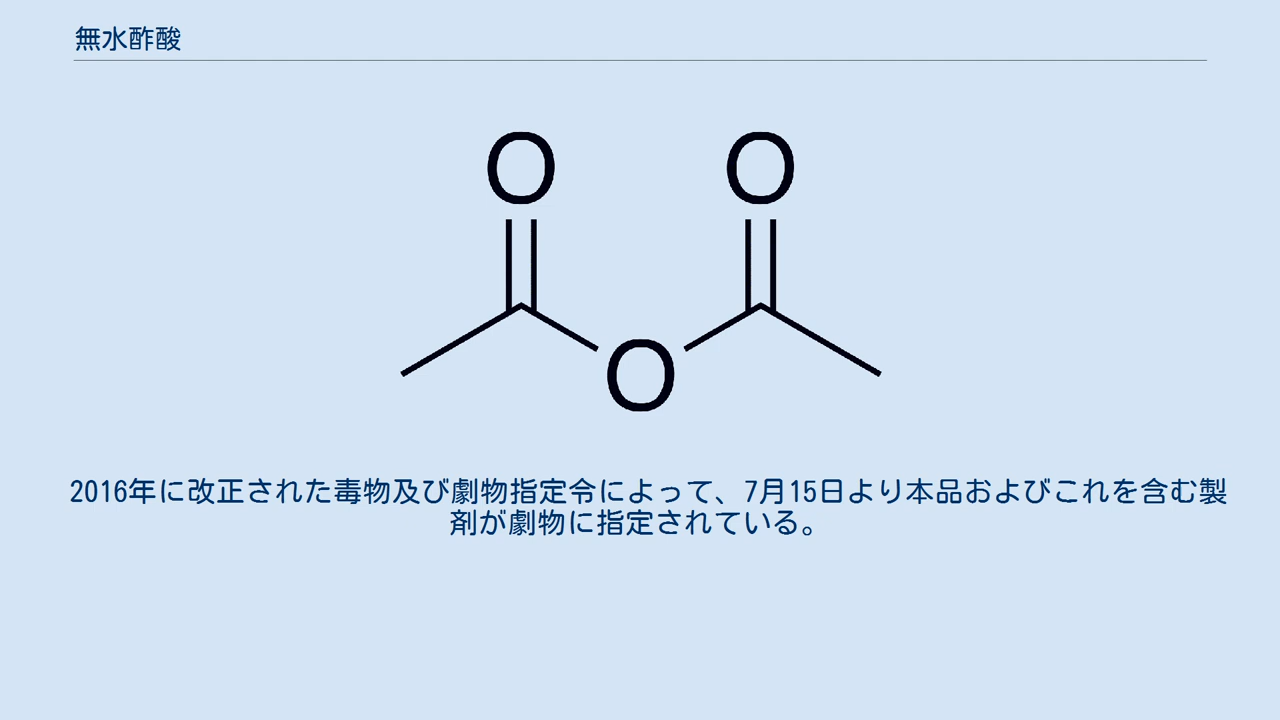 無水酢酸
O O
O
2016年に改正された毒物及び劇物指定令によって、7月15日より本品およびこれを含む製
剤が劇物に指定されている。